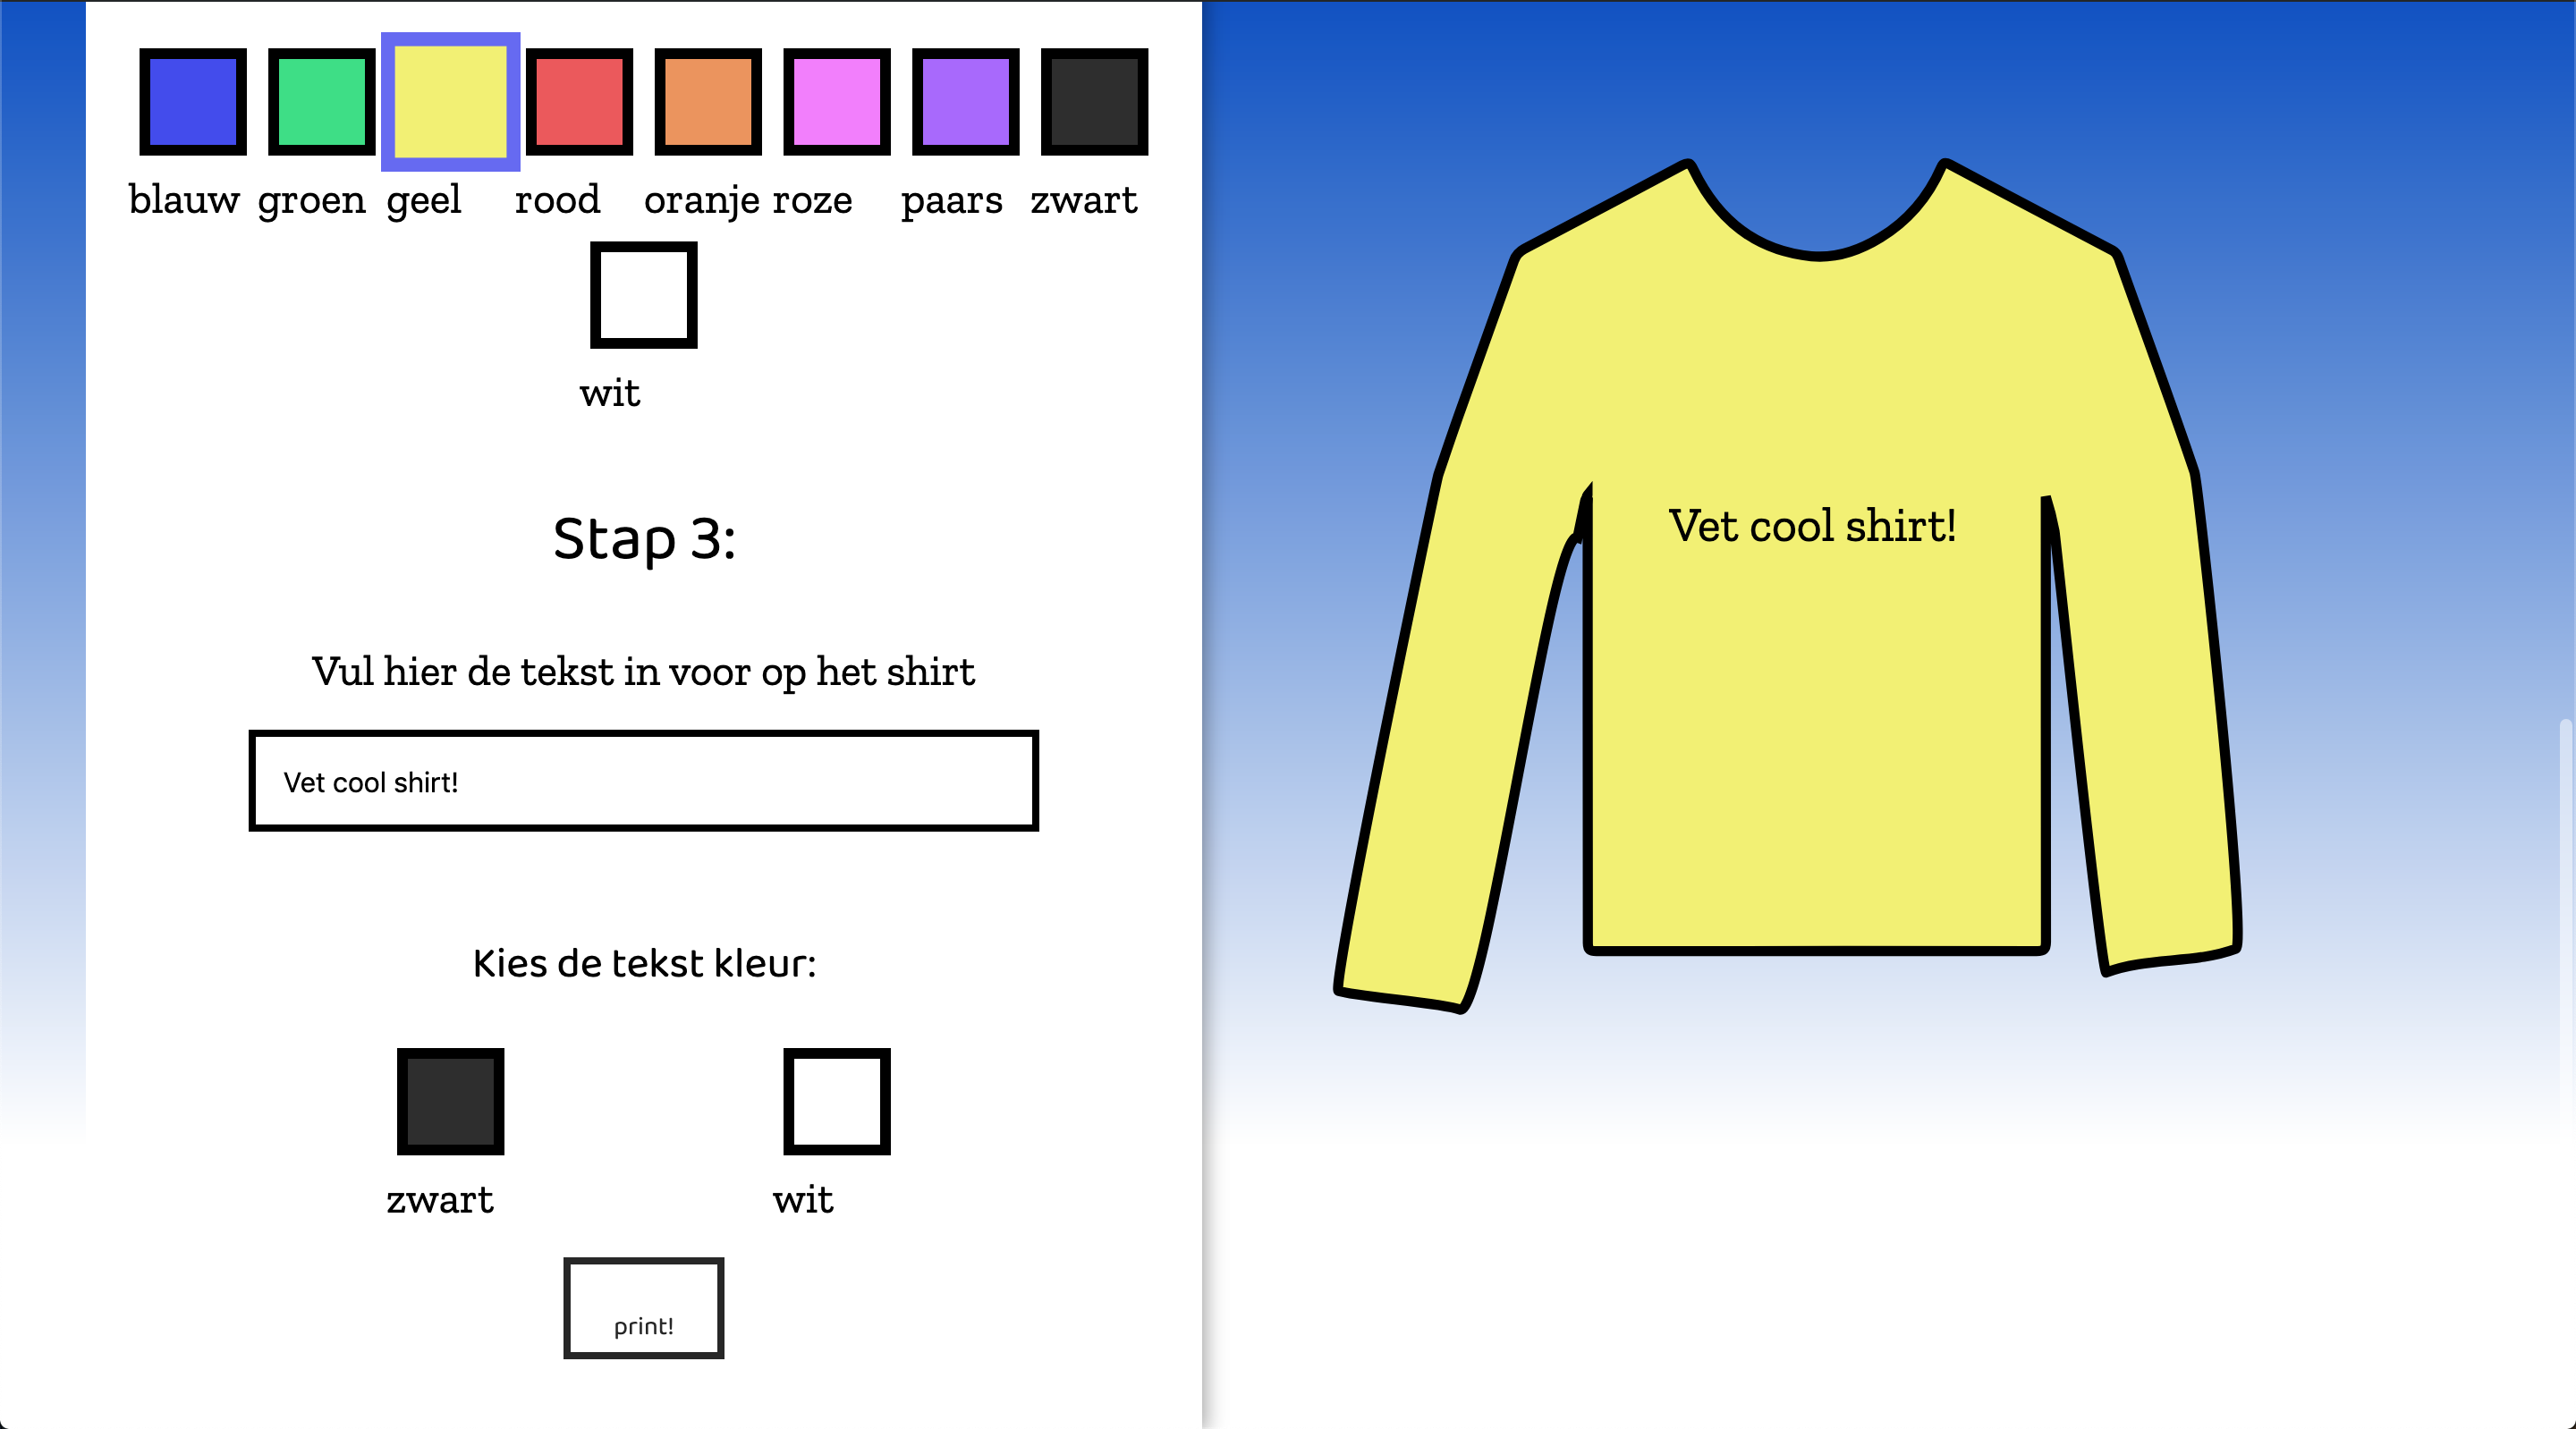 blauw groen geel rood oranje roze paars zwart
wit
Stap 3:
Vul hier de tekst in voor op het shirt
Vet cool shirt!
Kies de tekst kleur:
zwart wit
print!
Vet cool shirt!